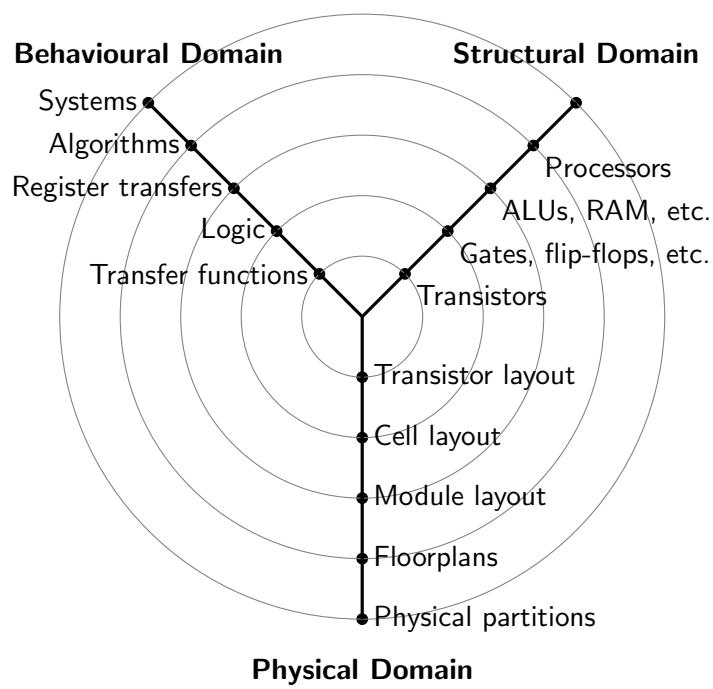 Behavioural Domain
Structural Domain
Systems
Algorithms
Register transfers
Logic
Transfer functions
Processors
ALUs, RAM, etc.
Gates, flip-flops, etc.
Transistors
Transistor layout
Cell layout
Module layout
Floorplans
Physical partitions
Physical Domain